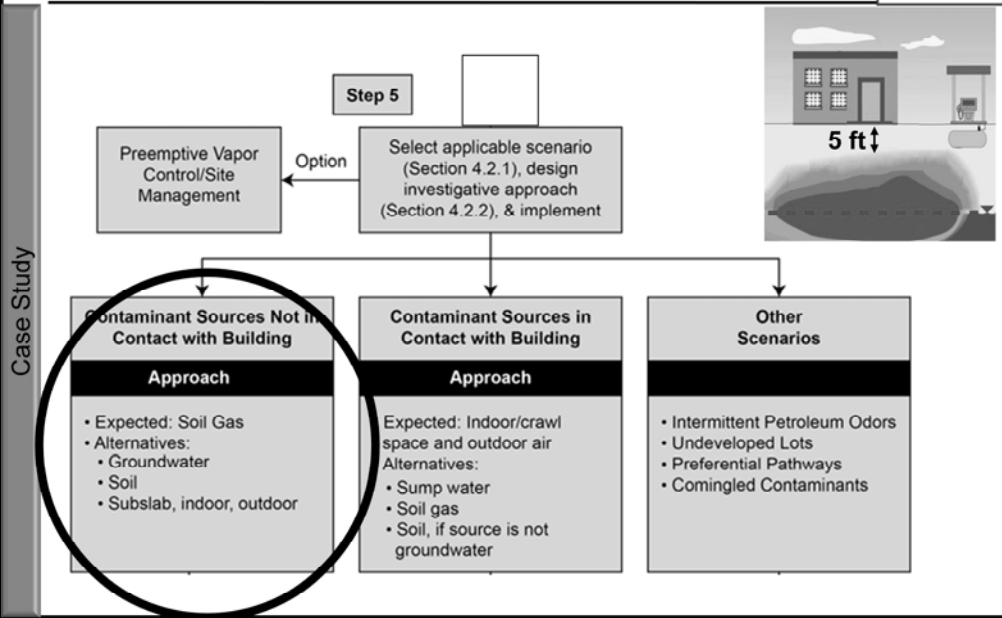 Case Study
Step 5
Preemptive Vapor
Control/Site
Management
Option
Select applicable scenario
(Section 4.2.1), design
investigative approach
(Section 4.2.2), & implement
5 ft
Contaminant Sources Not in
Contact with Building
Approach
• Expected: Soil Gas
• Alternatives:
• Groundwater
• Soil
• Subslab, indoor, outdoor
Contaminant Sources in
Contact with Building
Approach
Expected: Indoor/crawl
space and outdoor air
Alternatives:
• Sump water
• Soil gas
• Soil, if source is not
groundwater
Other
Scenarios
• Intermittent Petroleum Odors
• Undeveloped Lots
• Preferential Pathways
• Comingled Contaminants